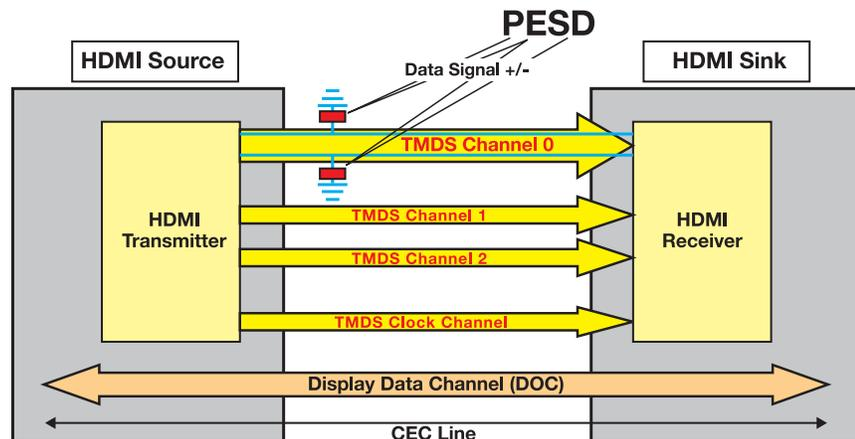 PESD
HDMI Source
HDMI Sink
Data Signal +/-
TMDS Channel 0
HDMI
Transmitter
TMDS Channel 1
HDMI
Receiver
TMDS Channel 2
TMDS Clock Channel
Display Data Channel (DOC)
CEC Line